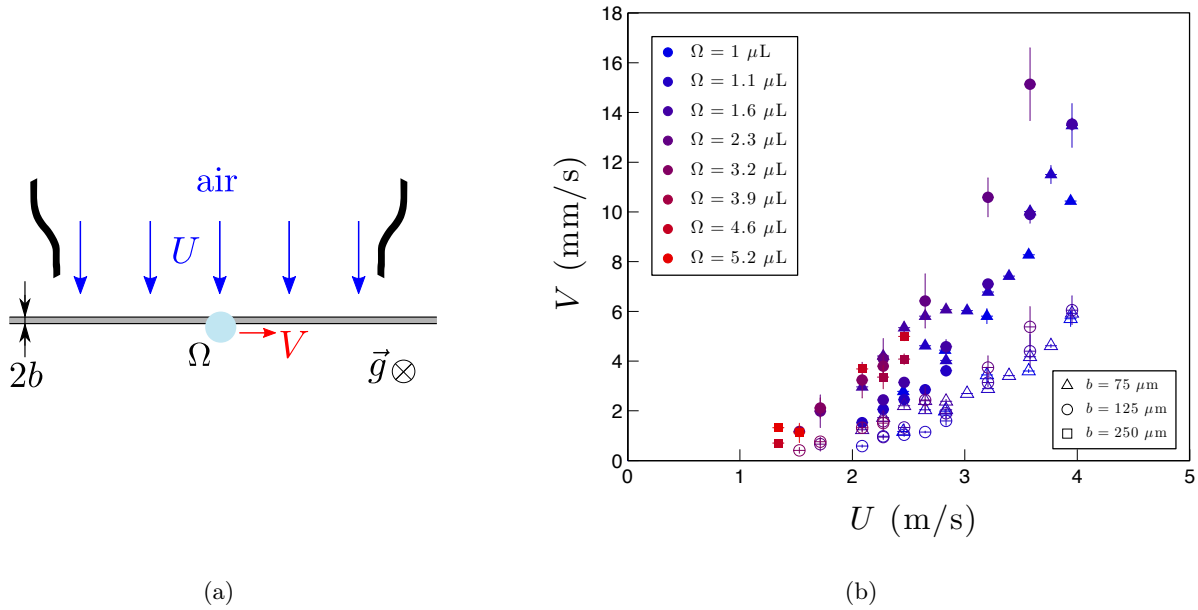 air
U
Ω
V
2b
g⃗ ⊗
(a)
V (mm/s)
18
16
14
12
10
8
6
4
2
0
0 1 2 3 4 5
U (m/s)
Ω = 1 μL
Ω = 1.1 μL
Ω = 1.6 μL
Ω = 2.3 μL
Ω = 3.2 μL
Ω = 3.9 μL
Ω = 4.6 μL
Ω = 5.2 μL
b = 75 μm
b = 125 μm
b = 250 μm
(b)